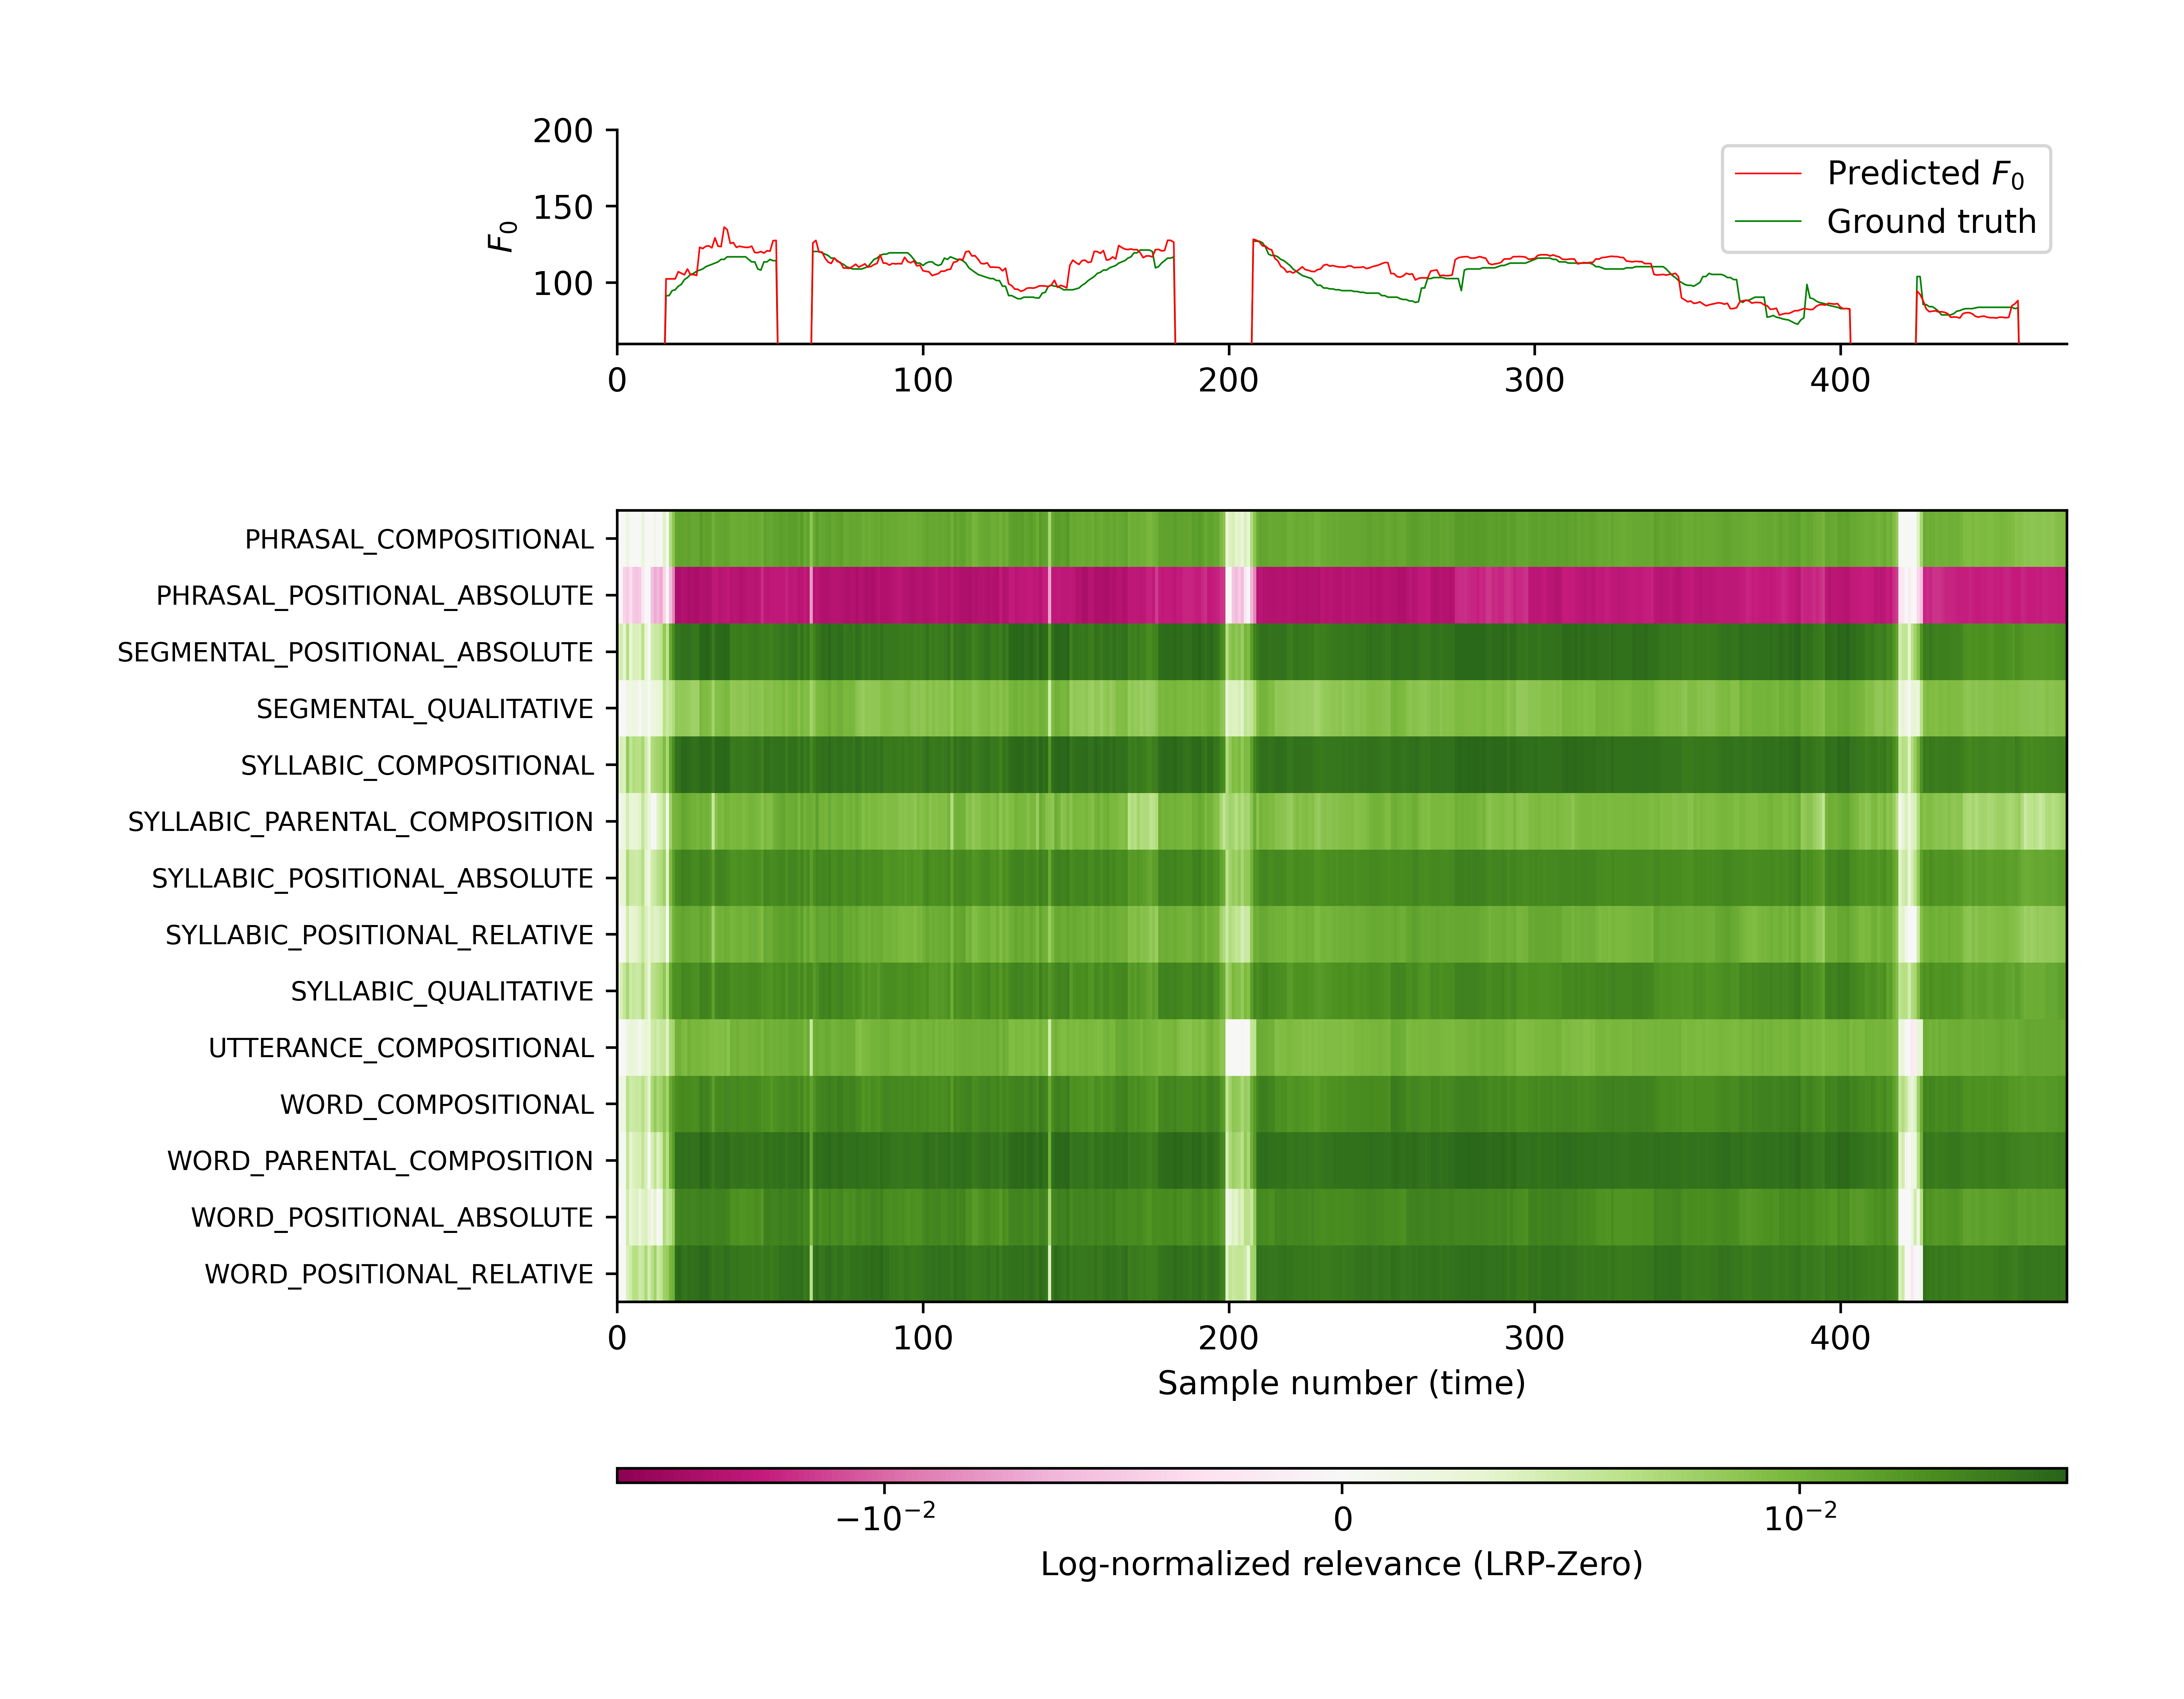 200
150
100
F0
Predicted F0
Ground truth
0 100 200 300 400
PHRASAL_COMPOSITIONAL
PHRASAL_POSITIONAL_ABSOLUTE
SEGMENTAL_POSITIONAL_ABSOLUTE
SEGMENTAL_QUALITATIVE
SYLLABIC_COMPOSITIONAL
SYLLABIC_PARENTAL_COMPOSITION
SYLLABIC_POSITIONAL_ABSOLUTE
SYLLABIC_POSITIONAL_RELATIVE
SYLLABIC_QUALITATIVE
UTTERANCE_COMPOSITIONAL
WORD_COMPOSITIONAL
WORD_PARENTAL_COMPOSITION
WORD_POSITIONAL_ABSOLUTE
WORD_POSITIONAL_RELATIVE
0 100 200 300 400
Sample number (time)
−10⁻² 0 10⁻²
Log-normalized relevance (LRP-Zero)